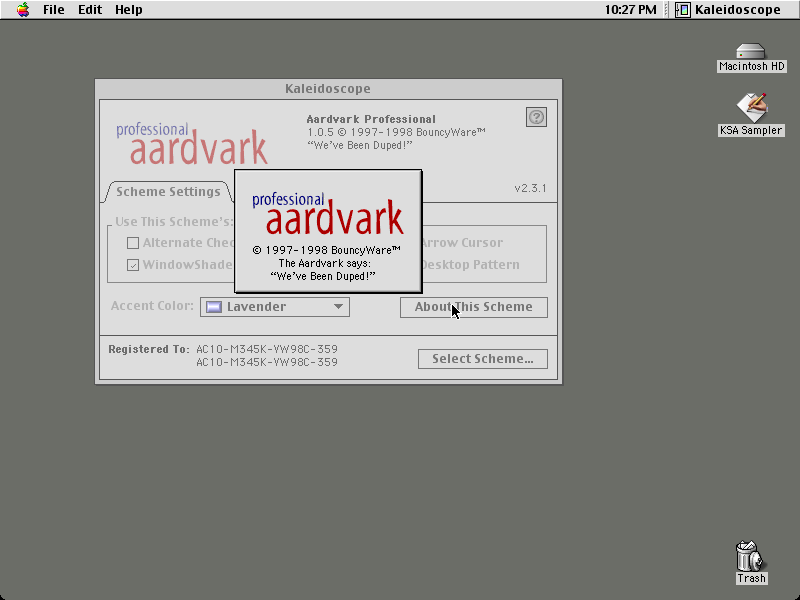 File Edit Help
10:27 PM
Kaleidoscope
Macintosh HD
KSA Sampler
Kaleidoscope
professional
aardvark
Aardvark Professional
1.0.5 © 1997-1998 BouncyWare™
“We’ve Been Duped!”
?
Scheme Settings
v2.3.1
professional
aardvark
© 1997-1998 BouncyWare™
The Aardvark says:
“We’ve Been Duped!”
Use This Scheme's:
Alternate Chec
Arrow Cursor
WindowShade
Desktop Pattern
Accent Color:
Lavender
About This Scheme
Registered To: AC10-M345K-VW98C-359
AC10-M345K-VW98C-359
Select Scheme...
Trash